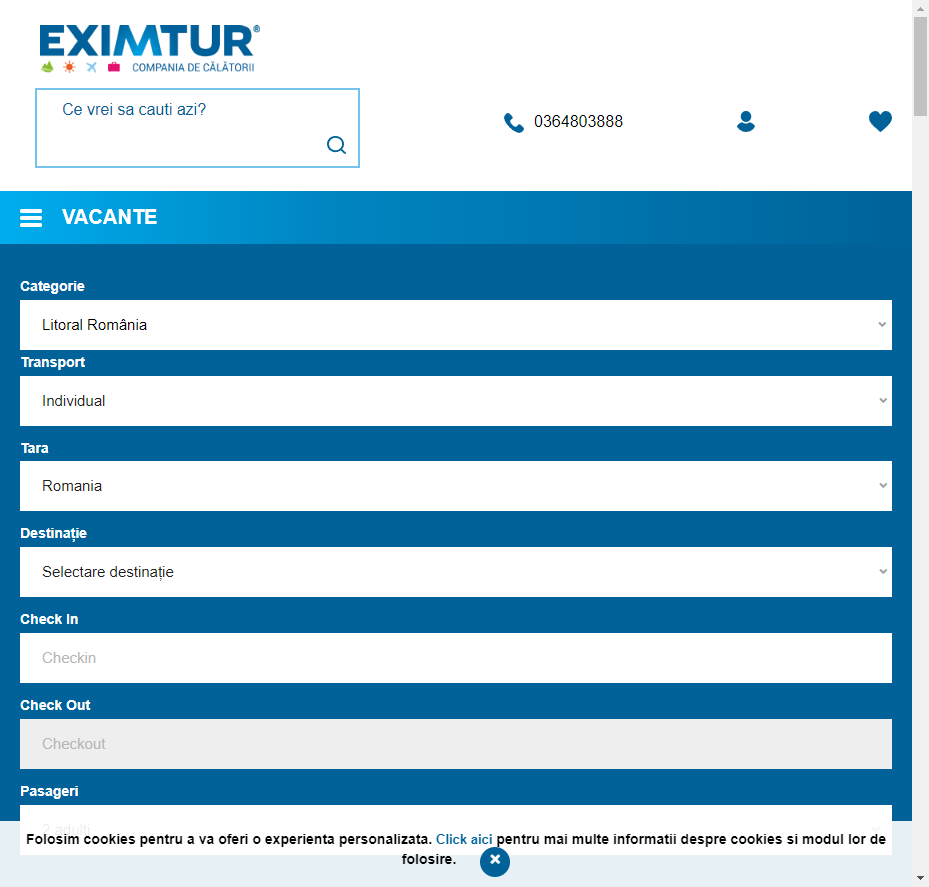 EXIMTUR®
COMPANIA DE CĂLĂTORII
Ce vrei sa cauti azi?
0364803888
VACANTE
Categorie
Litoral România
Transport
Individual
Tara
Romania
Destinație
Selectare destinație
Check In
Checkin
Check Out
Checkout
Pasageri
2 adulti
Folosim cookies pentru a va oferi o experienta personalizata. Click aici pentru mai multe informatii despre cookies si modul lor de
folosire.